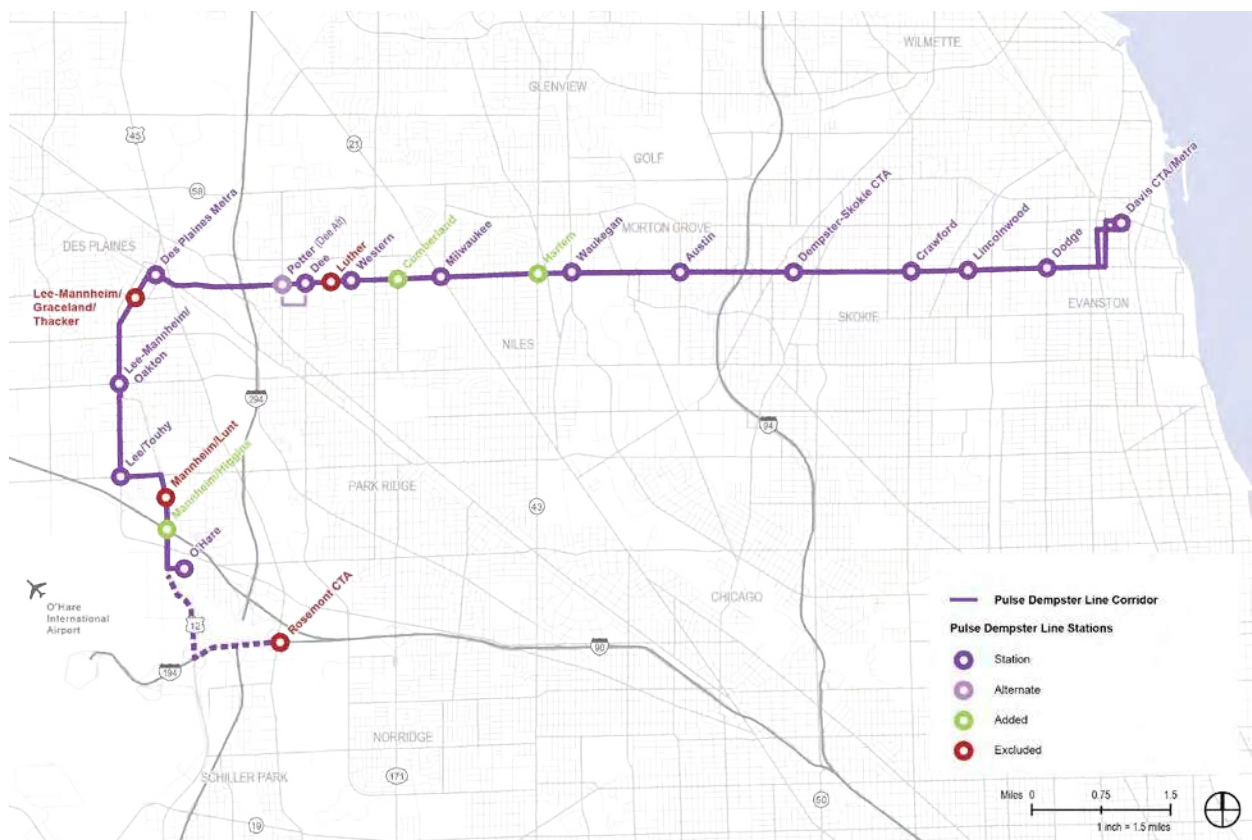 WILMETTE
GLENVIEW
45
21
GOLF
58
Des Plaines Metra
DES PLAINES
Potter (Dee Alt)
Dee
Luther
Western
Cumberland
Milwaukee
Harlem
Waukegan
MORTON GROVE
Austin
Dempster-Skokie CTA
Crawford
Lincolnwood
Dodge
Davis CTA/Metra
EVANSTON
SKOKIE
NILES
Lee-Mannheim/
Graceland/
Thacker
Lee-Mannheim/
Oakton
294
94
Lee/Touhy
Mannheim/Lunt
Mannheim/Higgins
PARK RIDGE
43
O'Hare
O'Hare
International
Airport
12
Rosemont CTA
CHICAGO
90
194
NORRIDGE
SCHILLER PARK
171
19
50
Pulse Dempster Line Corridor
Pulse Dempster Line Stations
Station
Alternate
Added
Excluded
Miles 0 0.75 1.5
1 inch = 1.5 miles